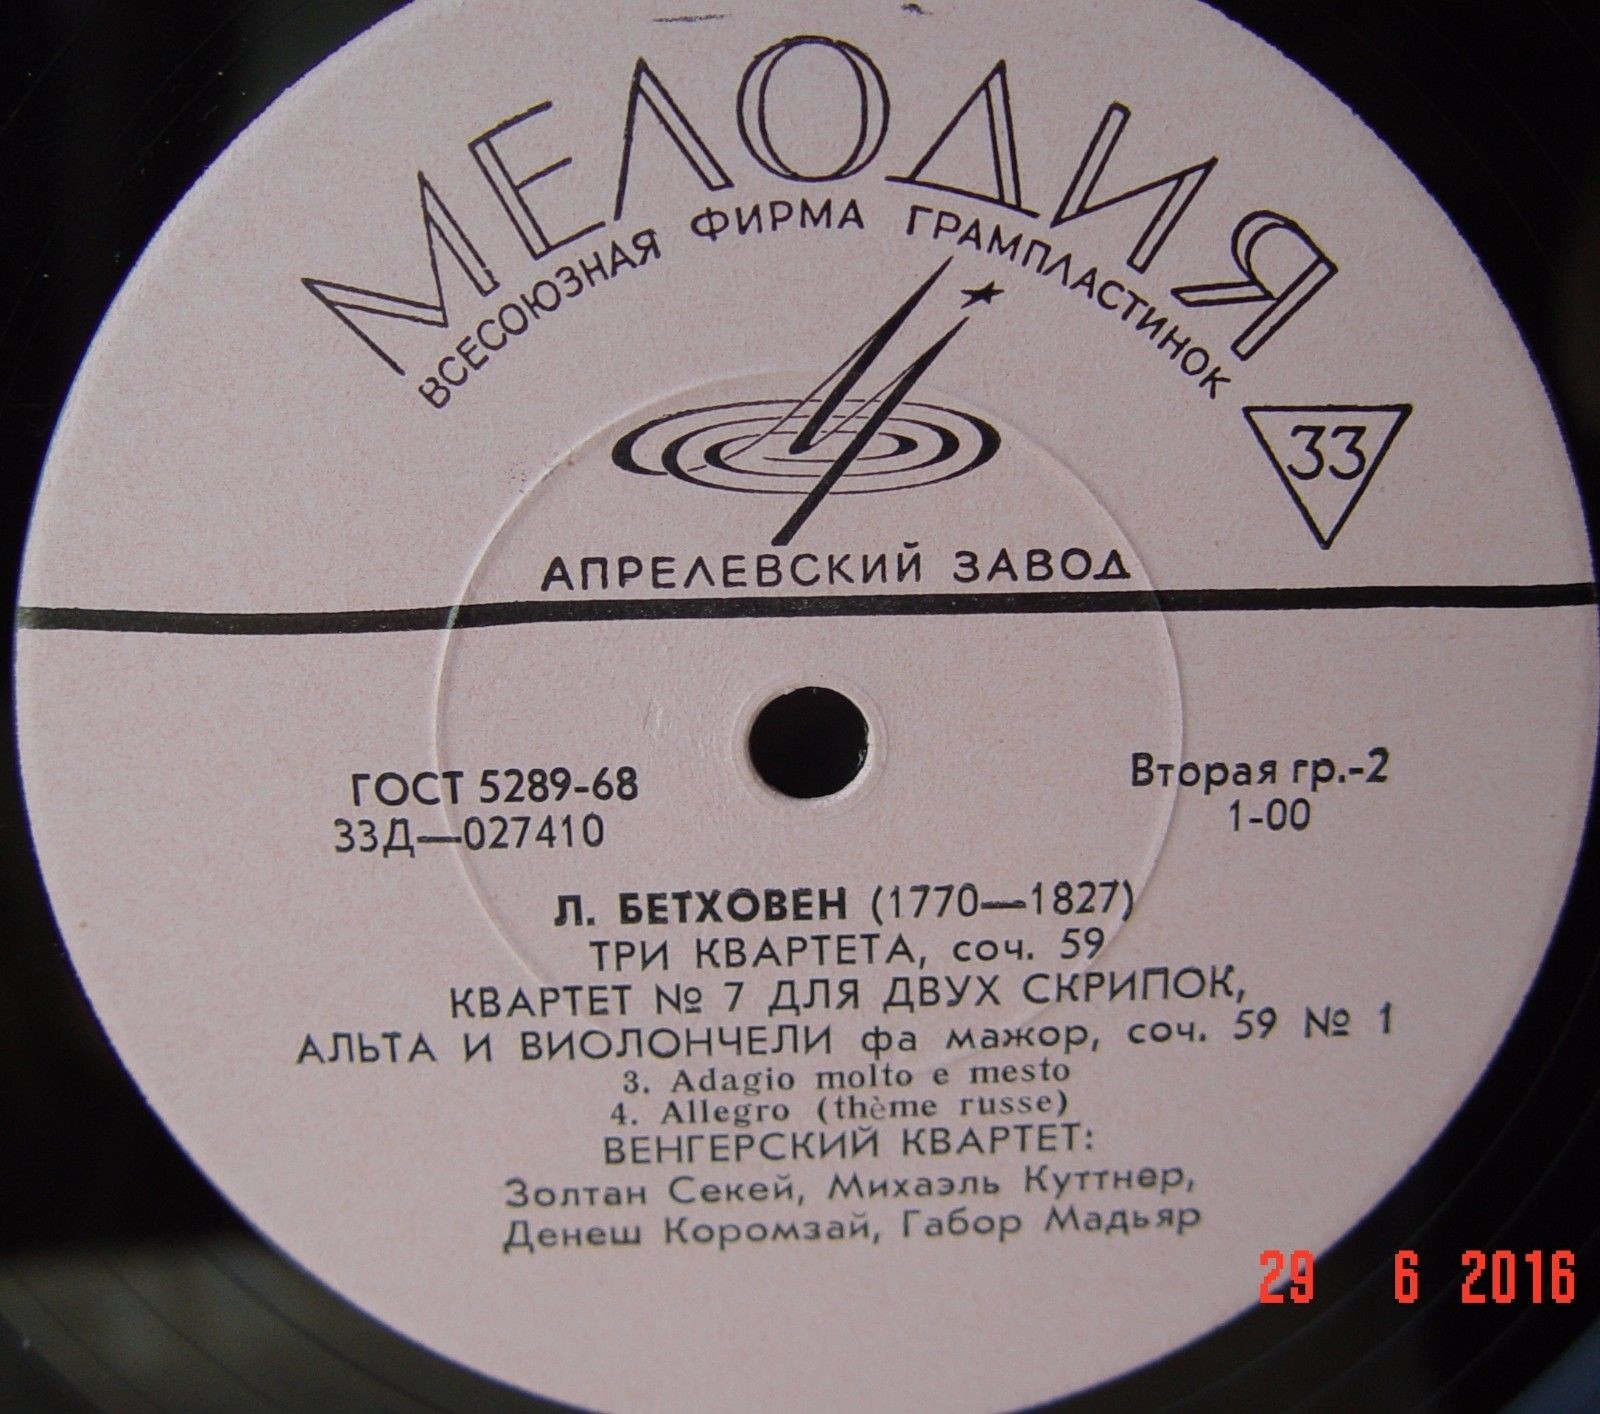 МЕЛОДИЯ
ВСЕСОЮЗНАЯ ФИРМА ГРАМПЛАСТИНОК
33
АПРЕЛЕВСКИЙ ЗАВОД
ГОСТ 5289-68
33Д—027410
Вторая гр.-2
1-00
Л. БЕТХОВЕН (1770—1827)
ТРИ КВАРТЕТА, соч. 59
КВАРТЕТ № 7 ДЛЯ ДВУХ СКРИПОК,
АЛЬТА И ВИОЛОНЧЕЛИ фа мажор, соч. 59 № 1
3. Adagio molto e mesto
4. Allegro (thème russe)
ВЕНГЕРСКИЙ КВАРТЕТ:
Золтан Секей, Михаэль Куттнер,
Денеш Коромзай, Габор Мадьяр
29 6 2016